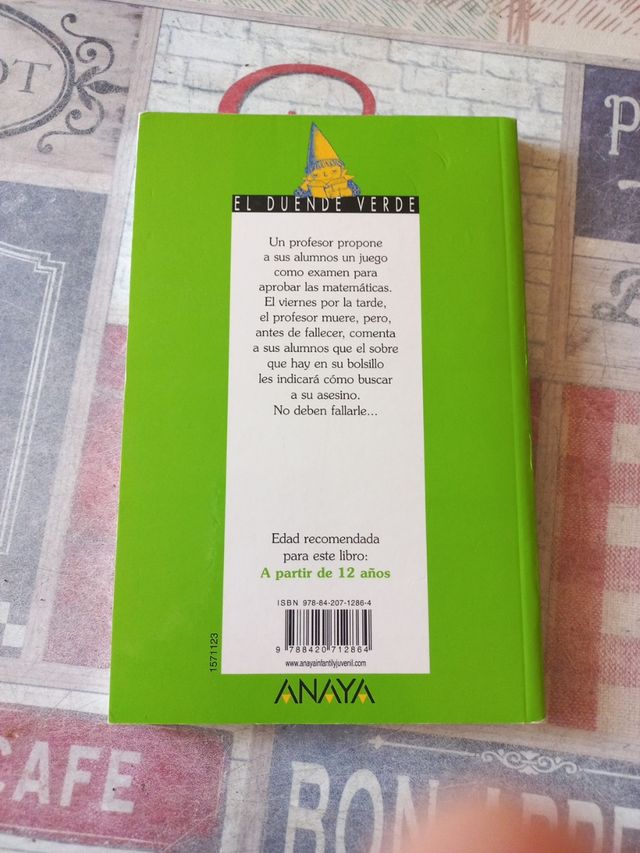 OT
P
EL DUENDE VERDE
Un profesor propone
a sus alumnos un juego
como examen para
aprobar las matemáticas.
El viernes por la tarde,
el profesor muere, pero,
antes de fallecer, comenta
a sus alumnos que el sobre
que hay en su bolsillo
les indicará cómo buscar
a su asesino.
No deben fallarle...
Edad recomendada
para este libro:
A partir de 12 años
ISBN 978-84-207-1286-4
9 788420 712864
www.anayainfantilyjuvenil.com
1571123
ANAYA
CAFE
BON APPE